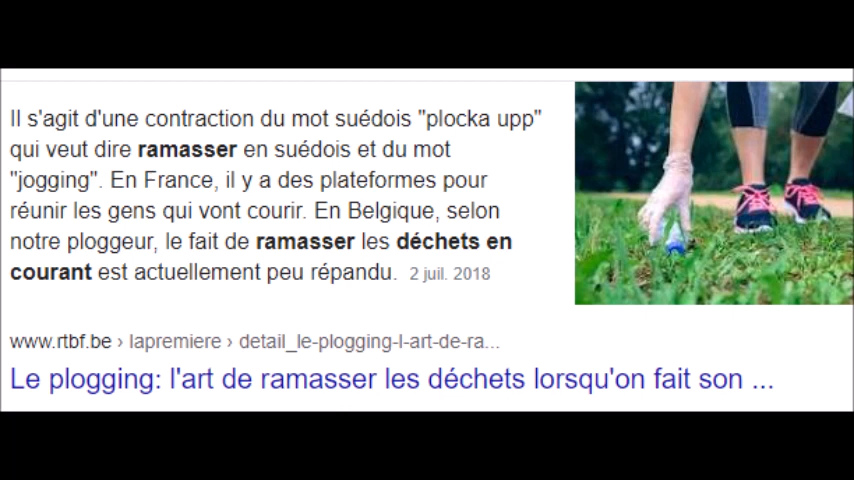 Il s'agit d'une contraction du mot suédois "plocka upp"
qui veut dire ramasser en suédois et du mot
"jogging". En France, il y a des plateformes pour
réunir les gens qui vont courir. En Belgique, selon
notre ploggeur, le fait de ramasser les déchets en
courant est actuellement peu répandu. 2 juil. 2018
www.rtbf.be › lapremiere › detail_le-plogging-l-art-de-ra...
Le plogging: l'art de ramasser les déchets lorsqu'on fait son ...